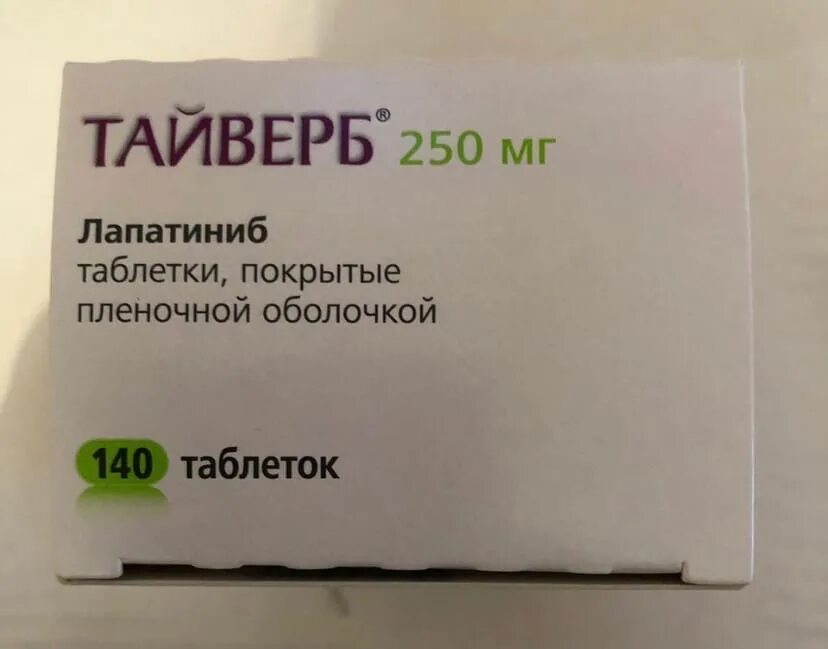 ТАЙВЕРБ® 250 мг
Лапатиниб
таблетки, покрытые
пленочной оболочкой
140 таблеток